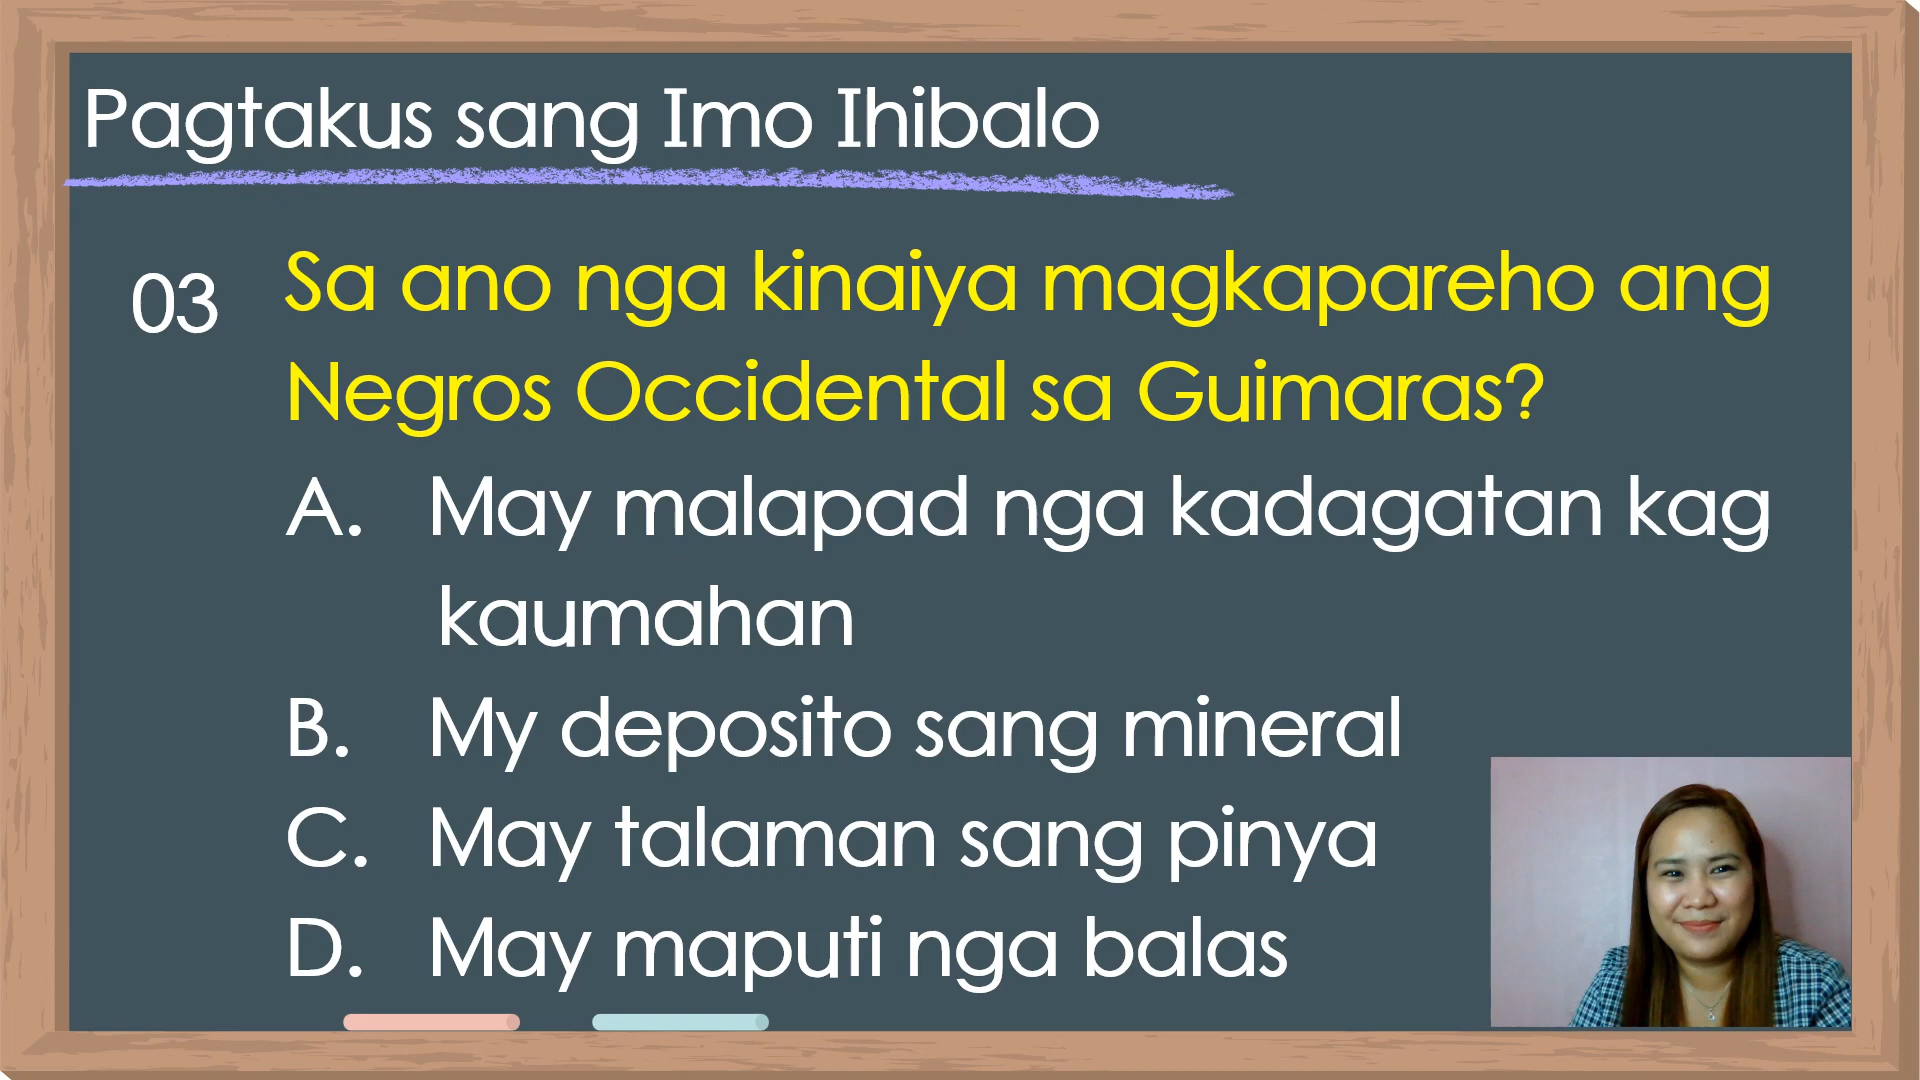 Pagtakus sang Imo Ihibalo
03
Sa ano nga kinaiya magkapareho ang
Negros Occidental sa Guimaras?
A. May malapad nga kadagatan kag
kaumahan
B. My deposito sang mineral
C. May talaman sang pinya
D. May maputi nga balas